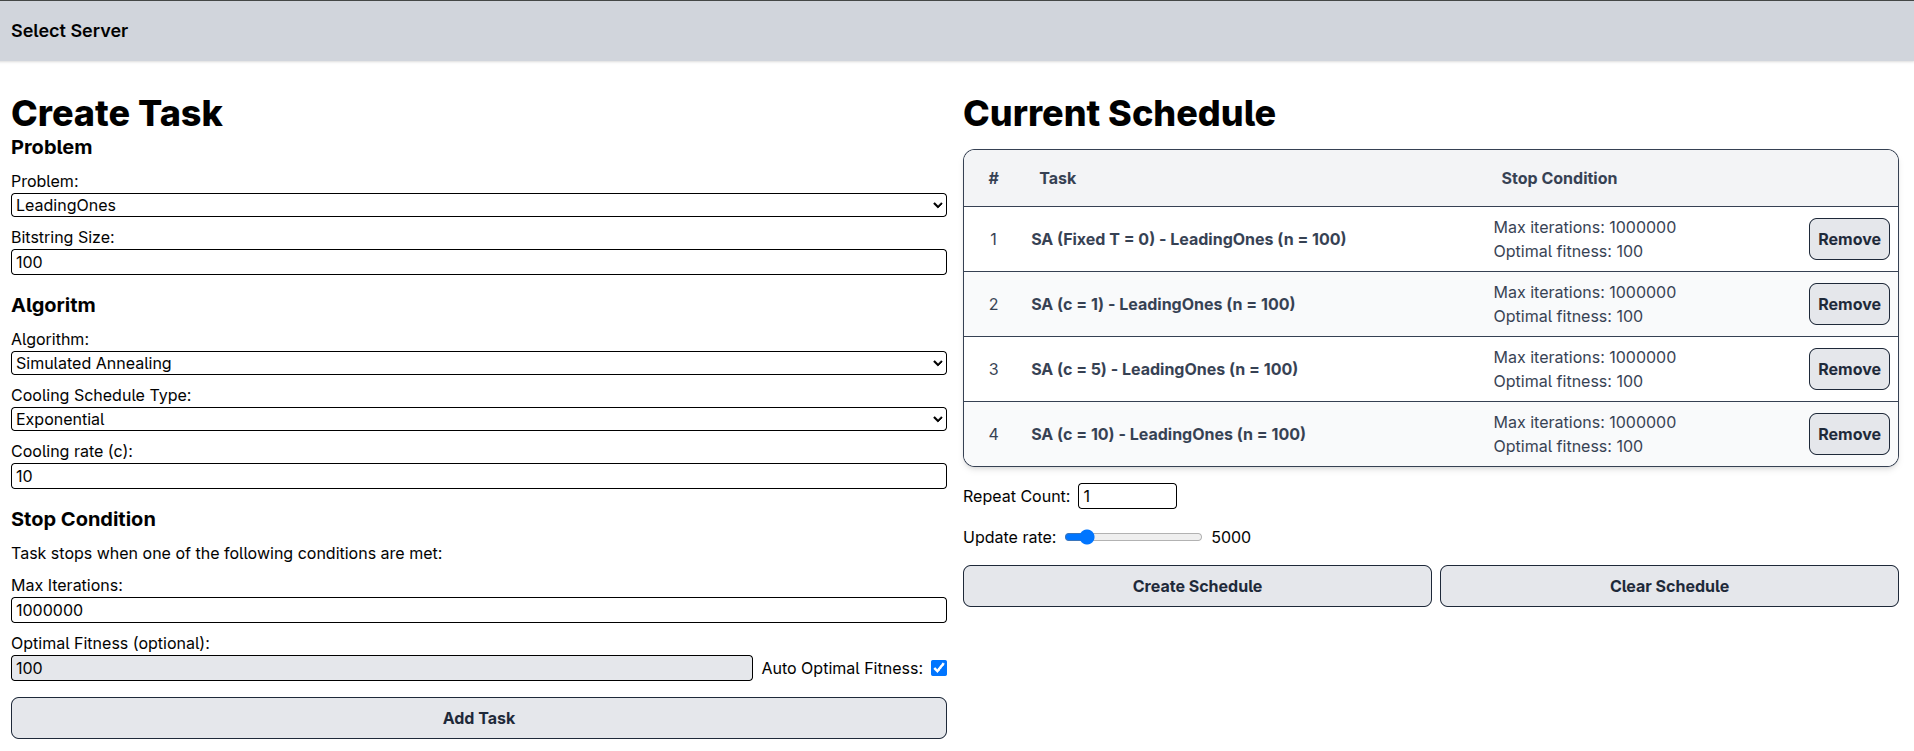 Select Server
Create Task
Problem
Problem:
LeadingOnes
Bitstring Size:
100
Algoritm
Algorithm:
Simulated Annealing
Cooling Schedule Type:
Exponential
Cooling rate (c):
10
Stop Condition
Task stops when one of the following conditions are met:
Max Iterations:
1000000
Optimal Fitness (optional):
100 Auto Optimal Fitness:
Add Task
Current Schedule
# Task Stop Condition
1 SA (Fixed T = 0) - LeadingOnes (n = 100) Max iterations: 1000000
Optimal fitness: 100 Remove
2 SA (c = 1) - LeadingOnes (n = 100) Max iterations: 1000000
Optimal fitness: 100 Remove
3 SA (c = 5) - LeadingOnes (n = 100) Max iterations: 1000000
Optimal fitness: 100 Remove
4 SA (c = 10) - LeadingOnes (n = 100) Max iterations: 1000000
Optimal fitness: 100 Remove
Repeat Count: 1
Update rate: 5000
Create Schedule Clear Schedule